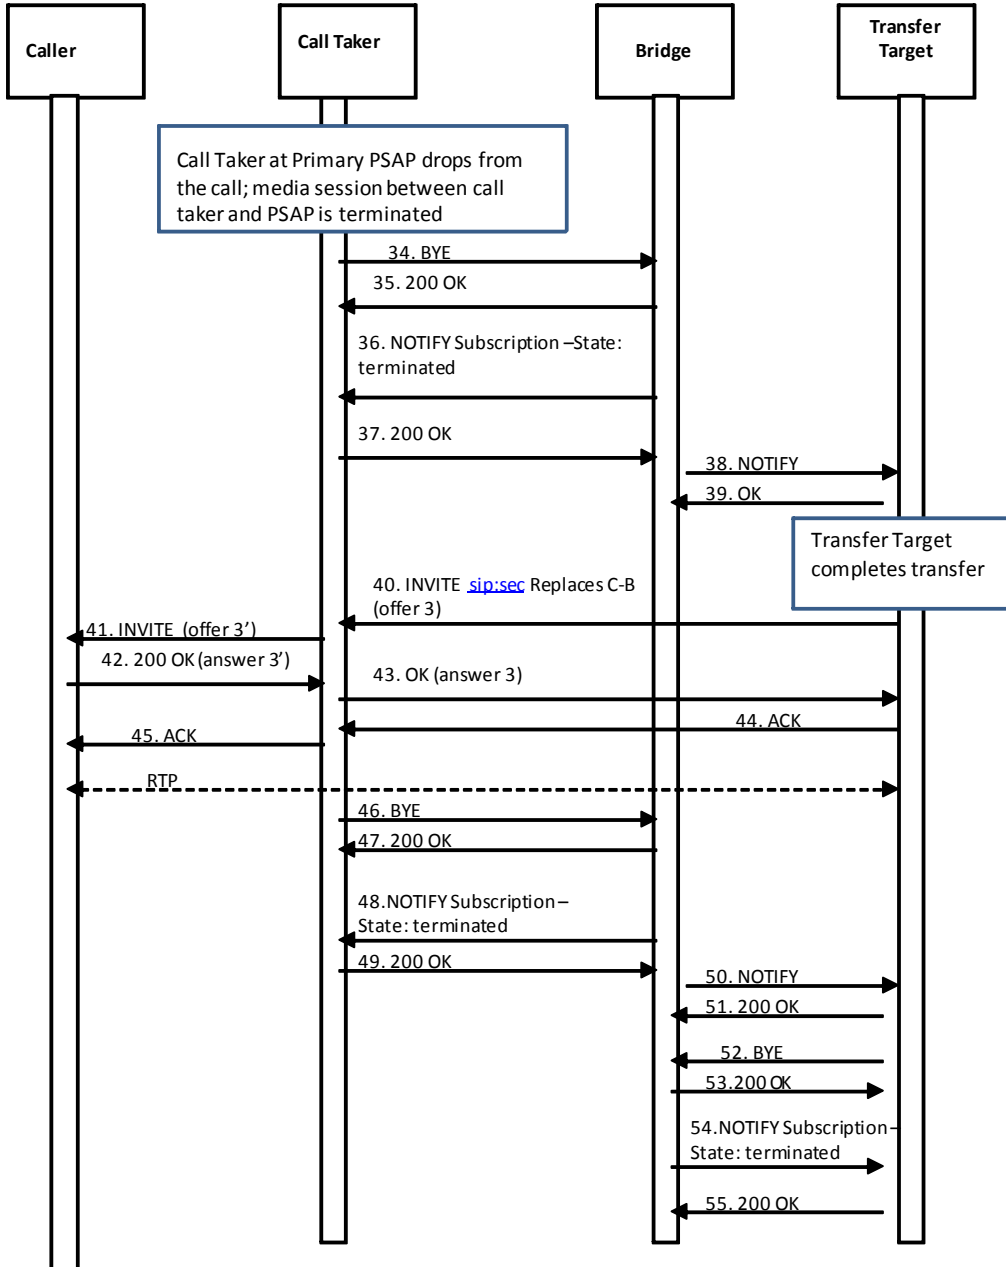 Caller
Call Taker
Bridge
Transfer
Target
Call Taker at Primary PSAP drops from
the call; media session between call
taker and PSAP is terminated
34. BYE
35. 200 OK
36. NOTIFY Subscription –State:
terminated
37. 200 OK
38. NOTIFY
39. OK
Transfer Target
completes transfer
40. INVITE sip:sec Replaces C-B
(offer 3)
41. INVITE (offer 3’)
42. 200 OK (answer 3’)
43. OK (answer 3)
44. ACK
45. ACK
RTP
46. BYE
47. 200 OK
48.NOTIFY Subscription –
State: terminated
49. 200 OK
50. NOTIFY
51. 200 OK
52. BYE
53.200 OK
54.NOTIFY Subscription –
State: terminated
55. 200 OK